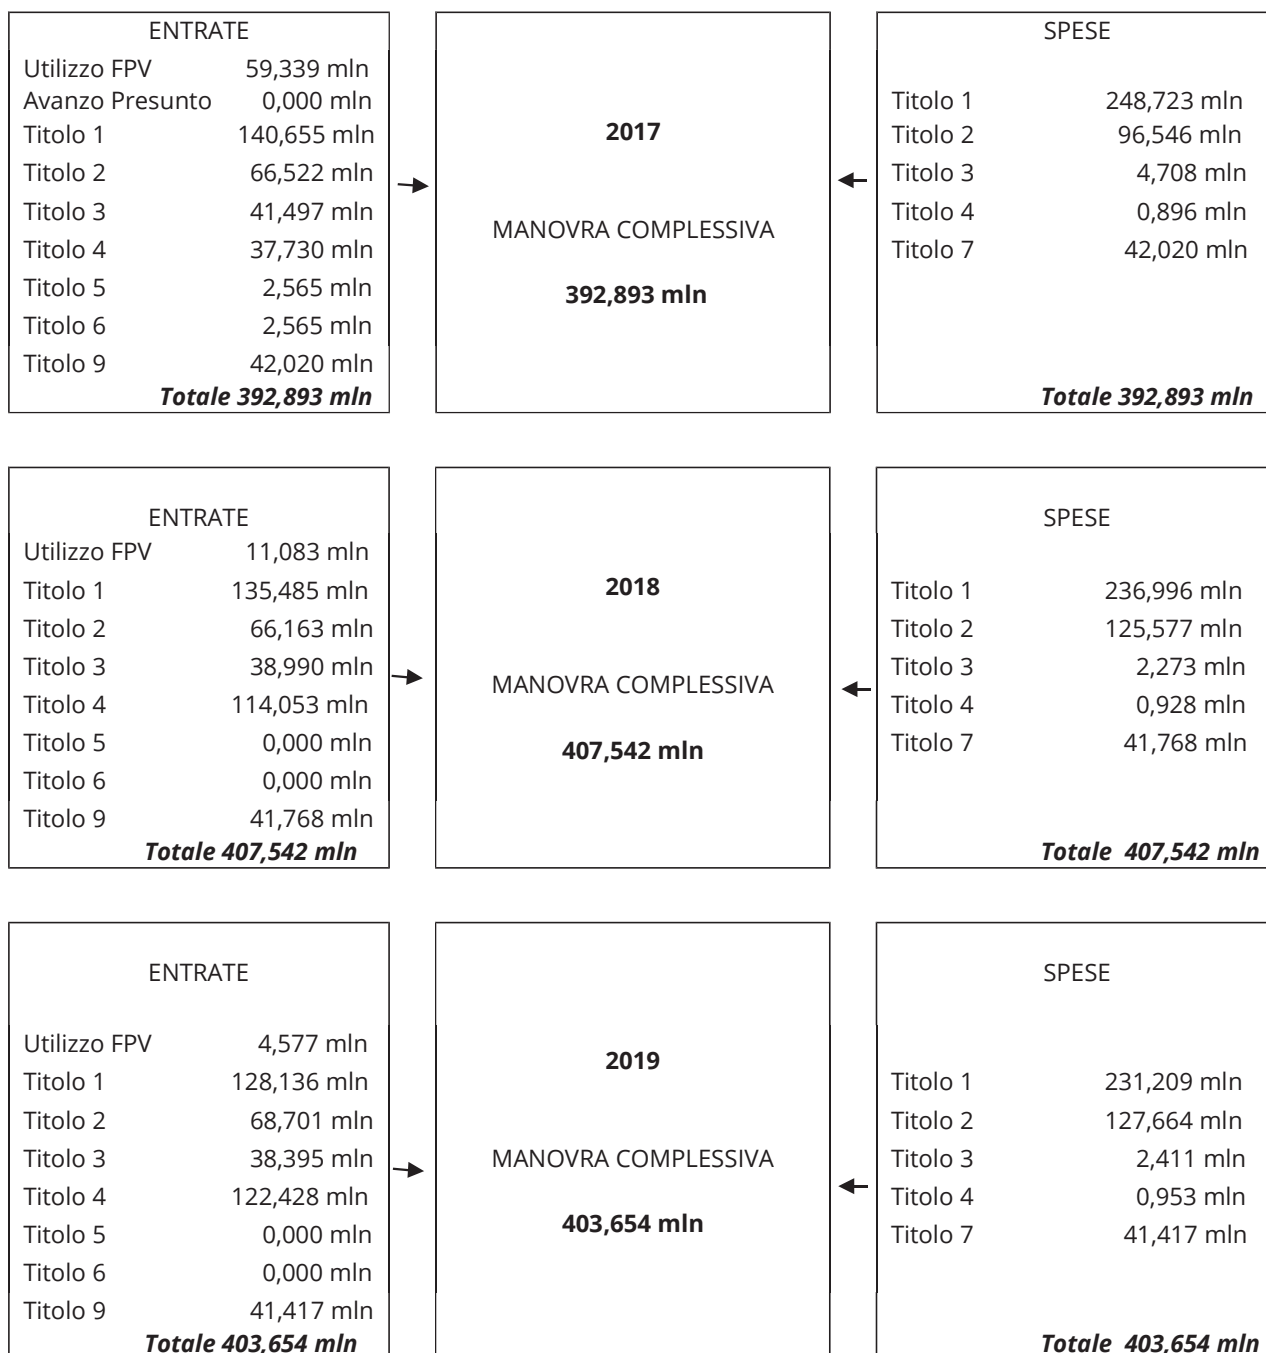 ENTRATE
Utilizzo FPV 59,339 mln
Avanzo Presunto 0,000 mln
Titolo 1 140,655 mln
Titolo 2 66,522 mln
Titolo 3 41,497 mln
Titolo 4 37,730 mln
Titolo 5 2,565 mln
Titolo 6 2,565 mln
Titolo 9 42,020 mln
Totale 392,893 mln
2017
MANOVRA COMPLESSIVA
392,893 mln
SPESE
Titolo 1 248,723 mln
Titolo 2 96,546 mln
Titolo 3 4,708 mln
Titolo 4 0,896 mln
Titolo 7 42,020 mln
Totale 392,893 mln
ENTRATE
Utilizzo FPV 11,083 mln
Titolo 1 135,485 mln
Titolo 2 66,163 mln
Titolo 3 38,990 mln
Titolo 4 114,053 mln
Titolo 5 0,000 mln
Titolo 6 0,000 mln
Titolo 9 41,768 mln
Totale 407,542 mln
2018
MANOVRA COMPLESSIVA
407,542 mln
SPESE
Titolo 1 236,996 mln
Titolo 2 125,577 mln
Titolo 3 2,273 mln
Titolo 4 0,928 mln
Titolo 7 41,768 mln
Totale 407,542 mln
ENTRATE
Utilizzo FPV 4,577 mln
Titolo 1 128,136 mln
Titolo 2 68,701 mln
Titolo 3 38,395 mln
Titolo 4 122,428 mln
Titolo 5 0,000 mln
Titolo 6 0,000 mln
Titolo 9 41,417 mln
Totale 403,654 mln
2019
MANOVRA COMPLESSIVA
403,654 mln
SPESE
Titolo 1 231,209 mln
Titolo 2 127,664 mln
Titolo 3 2,411 mln
Titolo 4 0,953 mln
Titolo 7 41,417 mln
Totale 403,654 mln